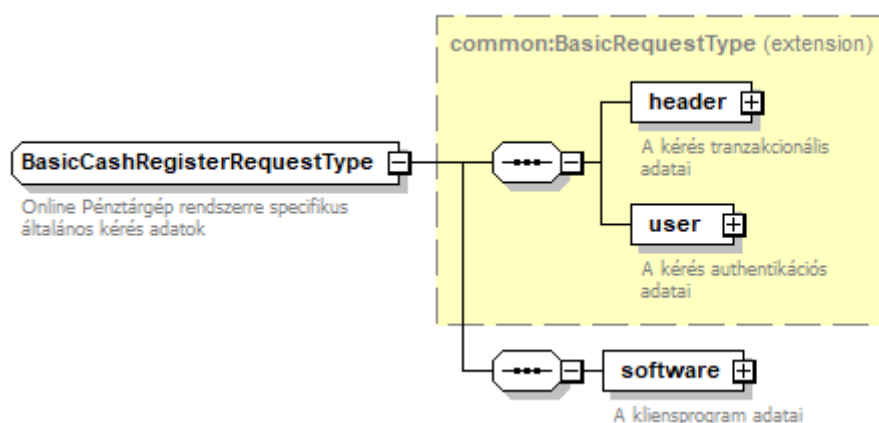 common:BasicRequestType (extension)
header
A kérés tranzakcionális
adatai
BasicCashRegisterRequestType
Online Pénztárgép rendszerre specifikus
általános kérés adatok
user
A kérés authentikációs
adatai
software
A kliensprogram adatai